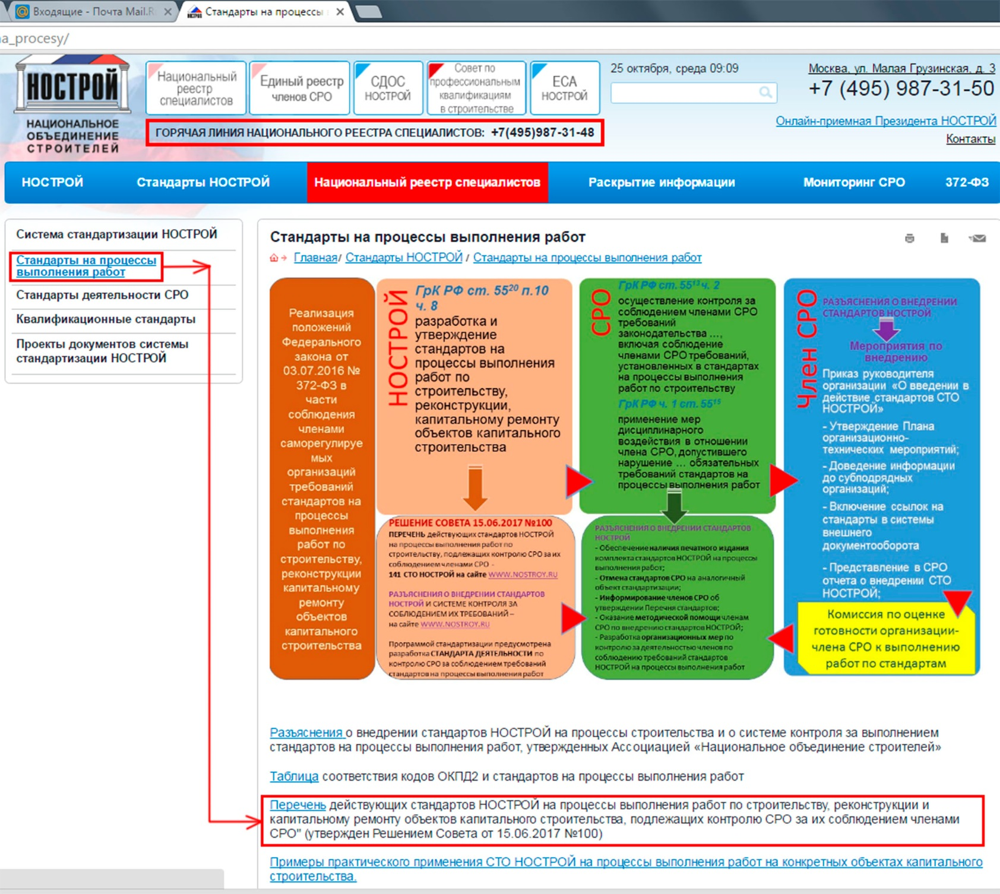 Входящие - Почта Mail.R
Стандарты на процессы
a_procesy/
НОСТРОЙ
НАЦИОНАЛЬНОЕ
ОБЪЕДИНЕНИЕ
СТРОИТЕЛЕЙ
Национальный
реестр
специалистов
Единый реестр
членов СРО
СДОС
НОСТРОЙ
Совет по
профессиональным
квалификациям
в строительстве
ЕСА
НОСТРОЙ
25 октября, среда 09:09
Москва, ул. Малая Грузинская, д. 3
+7 (495) 987-31-50
Онлайн-приемная Президента НОСТРОЙ
Контакты
ГОРЯЧАЯ ЛИНИЯ НАЦИОНАЛЬНОГО РЕЕСТРА СПЕЦИАЛИСТОВ: +7(495)987-31-48
НОСТРОЙ Стандарты НОСТРОЙ Национальный реестр специалистов Раскрытие информации Мониторинг СРО 372-ФЗ
Система стандартизации НОСТРОЙ
Стандарты на процессы
выполнения работ
Стандарты деятельности СРО
Квалификационные стандарты
Проекты документов системы
стандартизации НОСТРОЙ
Стандарты на процессы выполнения работ
Главная/ Стандарты НОСТРОЙ / Стандарты на процессы выполнения работ
Реализация
положений
Федерального
закона от
03.07.2016 №
372-ФЗ в
части
соблюдения
членами
саморегулируе
мых
организаций
требований
стандартов на
процессы
выполнения
работ по
строительству,
реконструкции
капитальному
ремонту
объектов
капитального
строительства
НОСТРОЙ
ГрК РФ ст. 55²⁰ п.10
ч. 8
разработка и
утверждение
стандартов на
процессы выполнения
работ по
строительству,
реконструкции,
капитальному ремонту
объектов капитального
строительства
РЕШЕНИЕ СОВЕТА 15.06.2017 №100
ПЕРЕЧЕНЬ действующих стандартов НОСТРОЙ
на процессы выполнения работ по
строительству, подлежащих контролю СРО за их
соблюдением членами СРО -
141 СТО НОСТРОЙ на сайте WWW.NOSTROY.RU
РАЗЪЯСНЕНИЯ О ВНЕДРЕНИИ СТАНДАРТОВ
НОСТРОЙ И СИСТЕМЕ КОНТРОЛЯ ЗА
СОБЛЮДЕНИЕМ ИХ ТРЕБОВАНИЙ –
на сайте WWW.NOSTROY.RU
Программой стандартизации предусмотрена
разработка СТАНДАРТА ДЕЯТЕЛЬНОСТИ по
контролю СРО за соблюдением требований
стандартов на процессы выполнения работ
СРО
ГрК РФ ст. 55¹³ ч. 2
осуществление контроля за
соблюдением членами СРО
требований
законодательства ...,
включая соблюдение
членами СРО требований,
установленных в стандартах
на процессы выполнения
работ по строительству
ГрК РФ ч. 1 ст. 55¹⁵
применение мер
дисциплинарного
воздействия в отношении
члена СРО, допустившего
нарушение ... обязательных
требований стандартов на
процессы выполнения работ
РАЗЪЯСНЕНИЯ О ВНЕДРЕНИИ СТАНДАРТОВ
НОСТРОЙ
- Обеспечение наличия печатного издания
комплекта стандартов НОСТРОЙ на процессы
выполнения работ;
- Отмена стандартов СРО на аналогичный
объект стандартизации;
- Информирование членов СРО об
утверждении Перечня стандартов;
- Оказание методической помощи членам
СРО по внедрению стандартов НОСТРОЙ;
- Разработка организационных мер по
контролю за деятельностью членов по
соблюдению требований стандартов
НОСТРОЙ на процессы выполнения работ
Член СРО
РАЗЪЯСНЕНИЯ О ВНЕДРЕНИИ
СТАНДАРТОВ НОСТРОЙ
Мероприятия по
внедрению
Приказ руководителя
организации «О введении в
действие стандартов СТО
НОСТРОЙ»
- Утверждение Плана
организационно-
технических мероприятий;
- Доведение информации
до субподрядных
организаций;
- Включение ссылок на
стандарты в системы
внешнего
документооборота
- Представление в СРО
отчета о внедрении СТО
НОСТРОЙ;
Комиссия по оценке
готовности организации-
члена СРО к выполнению
работ по стандартам
Разъяснения о внедрении стандартов НОСТРОЙ на процессы строительства и о системе контроля за выполнением
стандартов на процессы выполнения работ, утвержденных Ассоциацией «Национальное объединение строителей»
Таблица соответствия кодов ОКПД2 и стандартов на процессы выполнения работ
Перечень действующих стандартов НОСТРОЙ на процессы выполнения работ по строительству, реконструкции и
капитальному ремонту объектов капитального строительства, подлежащих контролю СРО за их соблюдением членами
СРО" (утвержден Решением Совета от 15.06.2017 №100)
Примеры практического применения СТО НОСТРОЙ на процессы выполнения работ на конкретных объектах капитального
строительства.